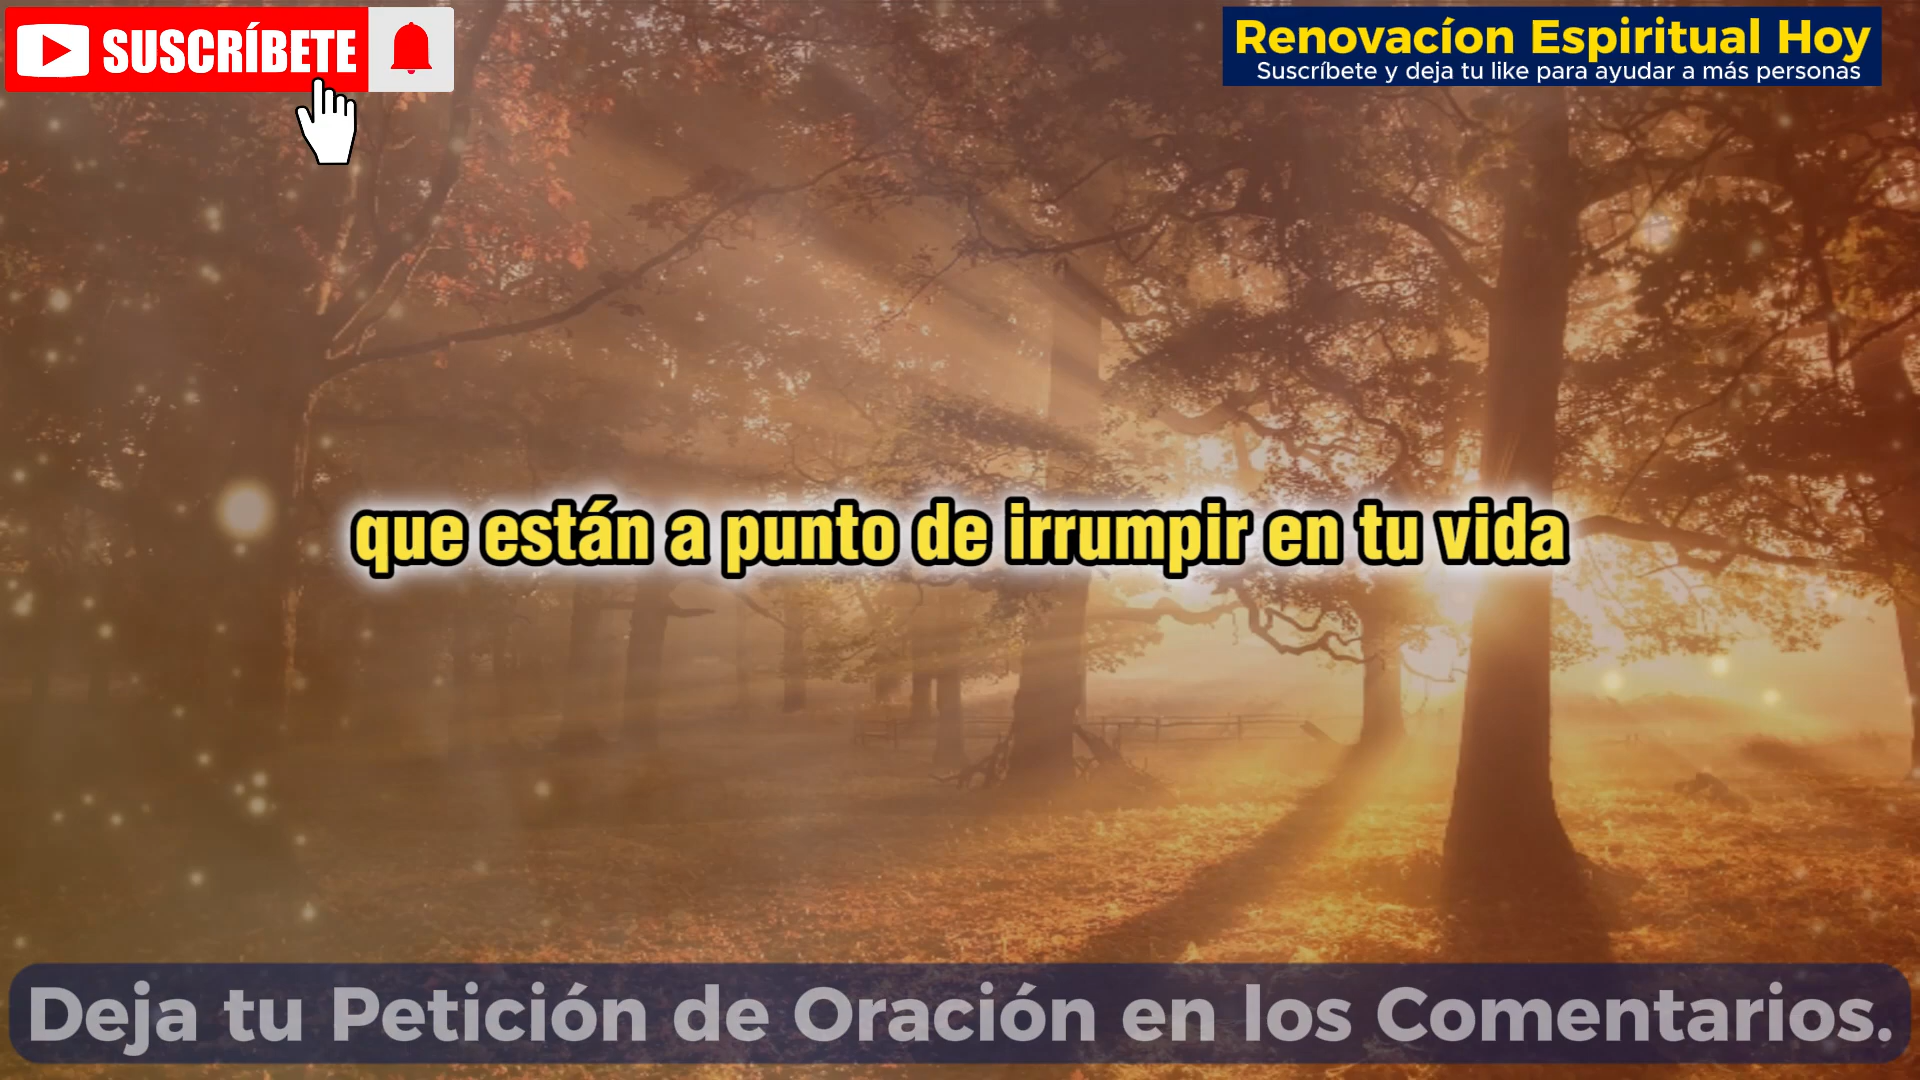 SUSCRÍBETE
Renovacíon Espiritual Hoy
Suscríbete y deja tu like para ayudar a más personas
que están a punto de irrumpir en tu vida
Deja tu Petición de Oración en los Comentarios.